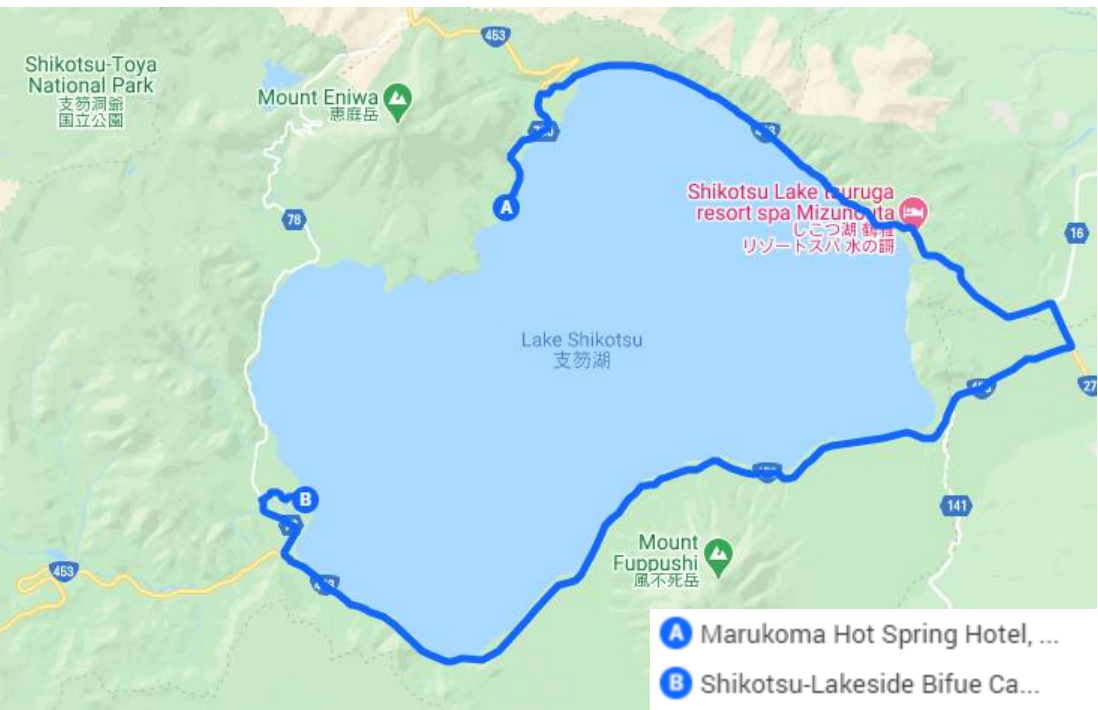 453
Shikotsu-Toya
National Park
支笏洞爺
国立公園
Mount Eniwa
恵庭岳
78
Shikotsu Lake Tsuruga
resort spa Mizunouta
しこつ湖 鶴雅
リゾートスパ 水の謌
16
Lake Shikotsu
支笏湖
27
B
A
141
453
Mount
Fuppushi
風不死岳
A Marukoma Hot Spring Hotel, ...
B Shikotsu-Lakeside Bifue Ca...